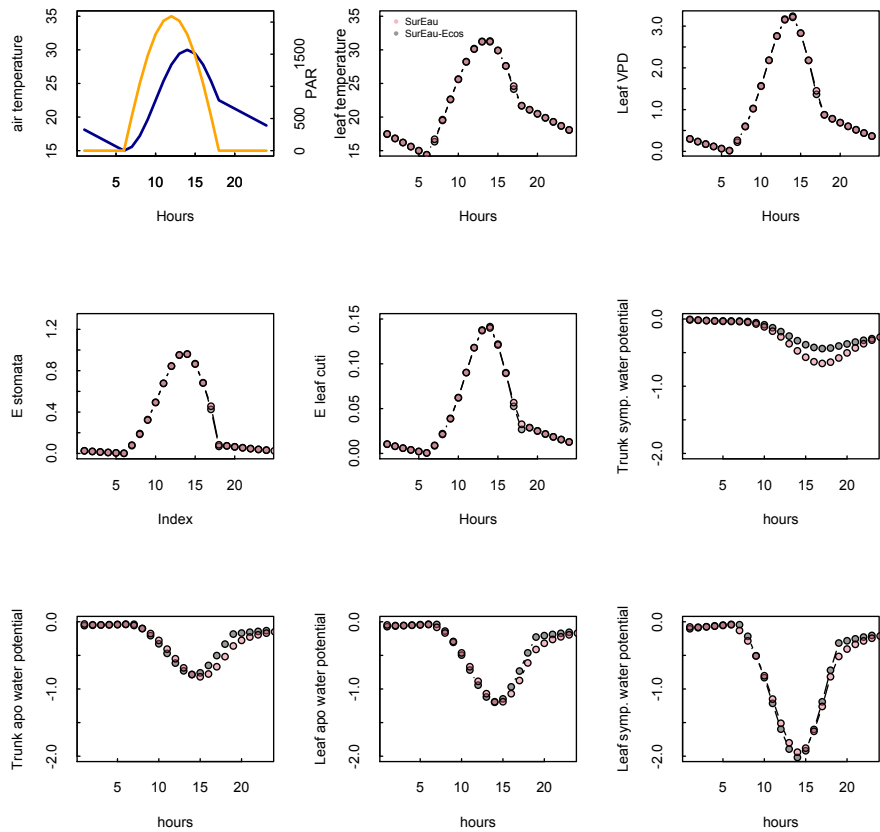 air temperature
35
30
25
20
15
1500
500
0
PAR
5 10 15 20
Hours
leaf temperature
35
30
25
20
15
SurEau
SurEau-Ecos
5 10 15 20
Hours
Leaf VPD
3.0
2.0
1.0
0.0
5 10 15 20
Hours
E stomata
1.2
0.8
0.4
0.0
5 10 15 20
Index
E leaf cuti
0.15
0.10
0.05
0.00
5 10 15 20
Hours
Trunk symp. water potential
0.0
-1.0
-2.0
5 10 15 20
hours
Trunk apo water potential
0.0
-1.0
-2.0
5 10 15 20
hours
Leaf apo water potential
0.0
-1.0
-2.0
5 10 15 20
hours
Leaf symp. water potential
0.0
-1.0
-2.0
5 10 15 20
hours